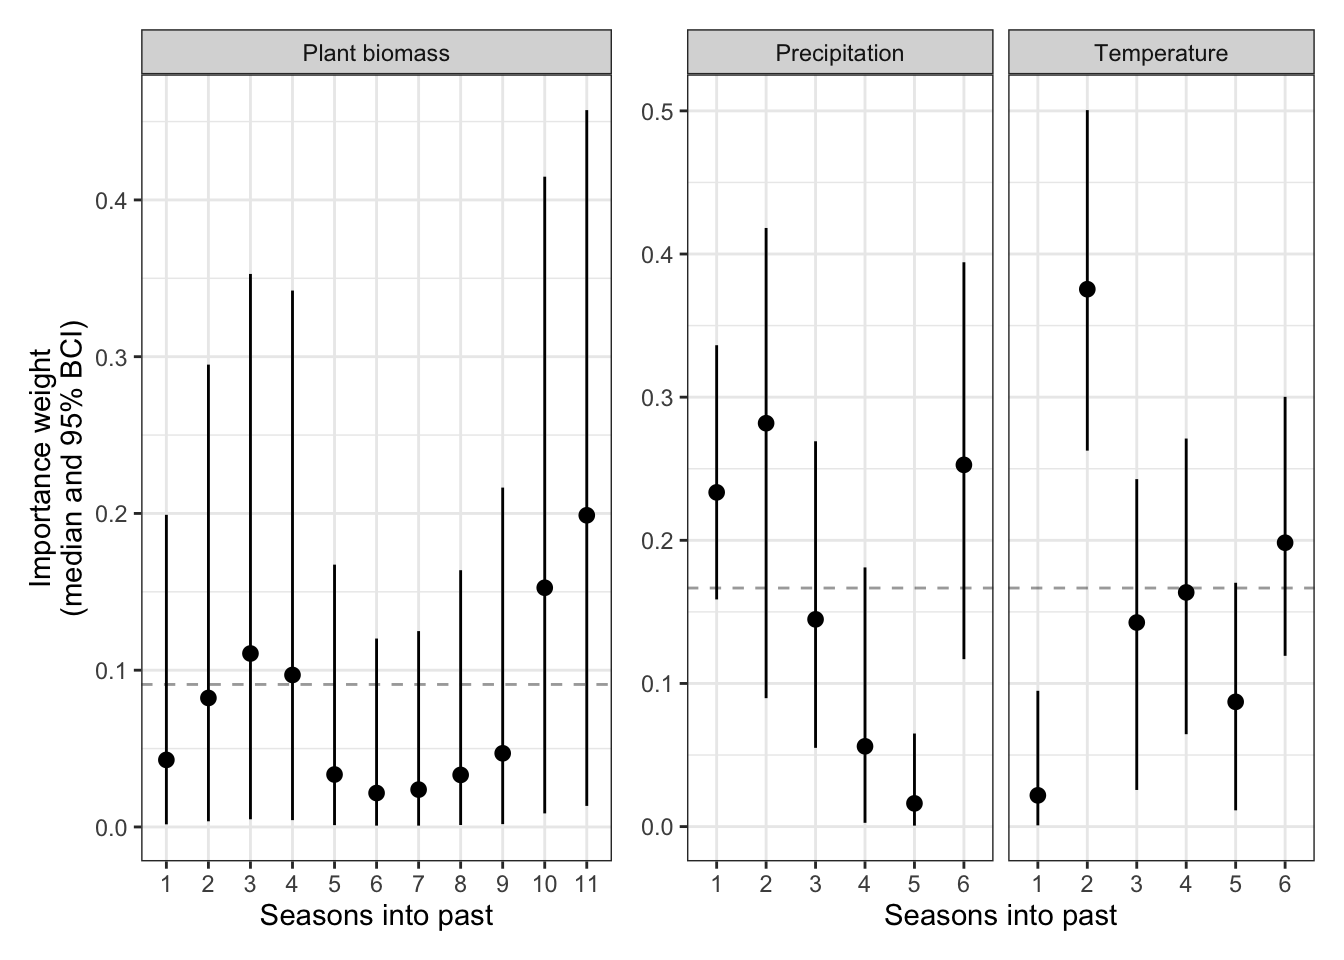 Plant biomass
Precipitation
Temperature
Importance weight
(median and 95% BCI)
0.4
0.3
0.2
0.1
0.0
1 2 3 4 5 6 7 8 9 10 11
Seasons into past
0.5
0.4
0.3
0.2
0.1
0.0
1 2 3 4 5 6
1 2 3 4 5 6
Seasons into past